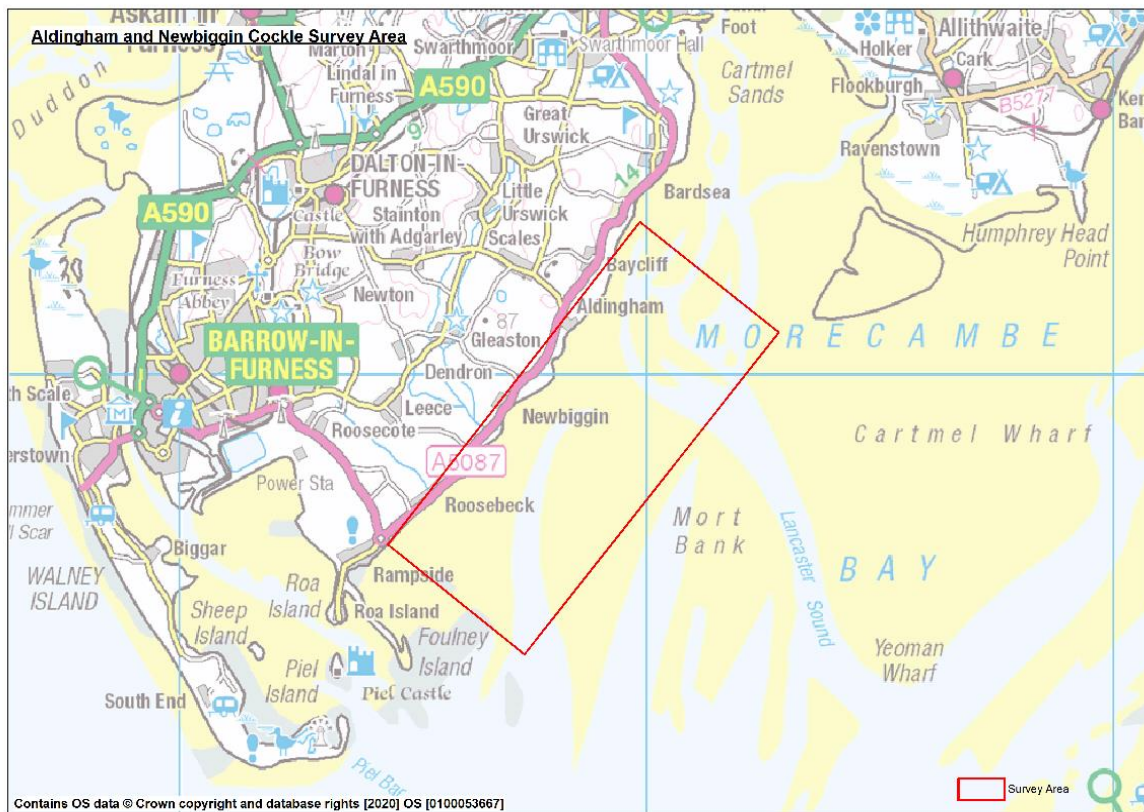 Askam in
Furness
Aldingham and Newbiggin Cockle Survey Area
Marton
Swarthmoor
Swarthmoor Hall
Foot
Allithwaite
Holker
Cark
Flookburgh
B5277
Ravenstown
Duddon
Lindal in
Furness
A590
9
Cartmel
Sands
Great
Urswick
DALTON-IN-
FURNESS
14
Bardsea
Castle
Stainton
with Adgarley
Little
Urswick
Scales
A590
Bow
Bridge
Furness
Abbey
Newton
Baycliff
Humphrey Head
Point
Aldingham
87
Gleaston
MORECAMBE
BARROW-IN-
FURNESS
Dendron
Leece
Newbiggin
Cartmel Wharf
th Scale
Roosecote
A5087
erstown
Power Sta
Roosebeck
Mort
Bank
Lancaster Sound
BAY
Biggar
WALNEY
ISLAND
Roa
Island
Rampside
Roa Island
Sheep
Island
Foulney
Island
Piel
Island
Piel Castle
Yeoman
Wharf
South End
Piel Bar
Survey Area
Contains OS data © Crown copyright and database rights [2020] OS [0100053667]